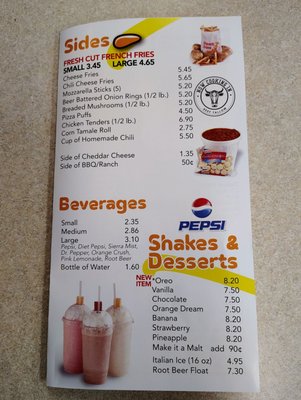 Sides
FRESH CUT FRENCH FRIES
SMALL 3.45 LARGE 4.65
Cheese Fries 5.45
Chili Cheese Fries 5.65
Mozzarella Sticks (5) 5.20
Beer Battered Onion Rings (1/2 lb.) 5.20
Breaded Mushrooms (1/2 lb.) 5.20
Pizza Puffs 4.50
Chicken Tenders (1/2 lb.) 6.90
Corn Tamale Roll 2.75
Cup of Homemade Chili 5.50
Side of Cheddar Cheese 1.35
Side of BBQ/Ranch 50¢
NOW COOKING IN
BEEF TALLOW
Beverages
Small 2.35
Medium 2.86
Large 3.10
Pepsi, Diet Pepsi, Sierra Mist,
Dr. Pepper, Orange Crush,
Pink Lemonade, Root Beer
Bottle of Water 1.60
PEPSI
Shakes &
Desserts
NEW
ITEM
*Oreo 8.20
Vanilla 7.50
Chocolate 7.50
Orange Dream 7.50
Banana 8.20
Strawberry 8.20
Pineapple 8.20
Make it a Malt add 90¢
Italian Ice (16 oz) 4.95
Root Beer Float 7.30